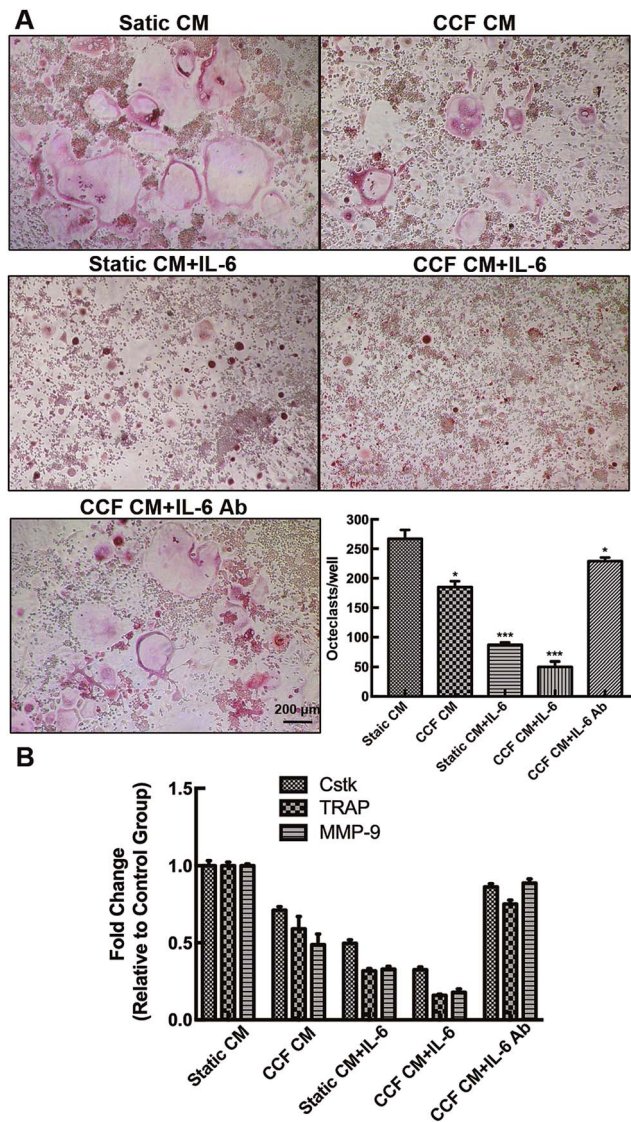 A
Satic CM
CCF CM
Static CM+IL-6
CCF CM+IL-6
CCF CM+IL-6 Ab
200 μm
Octeclasts/well
300
250
200
150
100
50
0
*
***
***
*
Staic CM
CCF CM
Static CM+IL-6
CCF CM+IL-6
CCF CM+IL-6 Ab
B
Fold Change
(Relative to Control Group)
1.5
1.0
0.5
0.0
Cstk
TRAP
MMP-9
Static CM
CCF CM
Static CM+IL-6
CCF CM+IL-6
CCF CM+IL-6 Ab